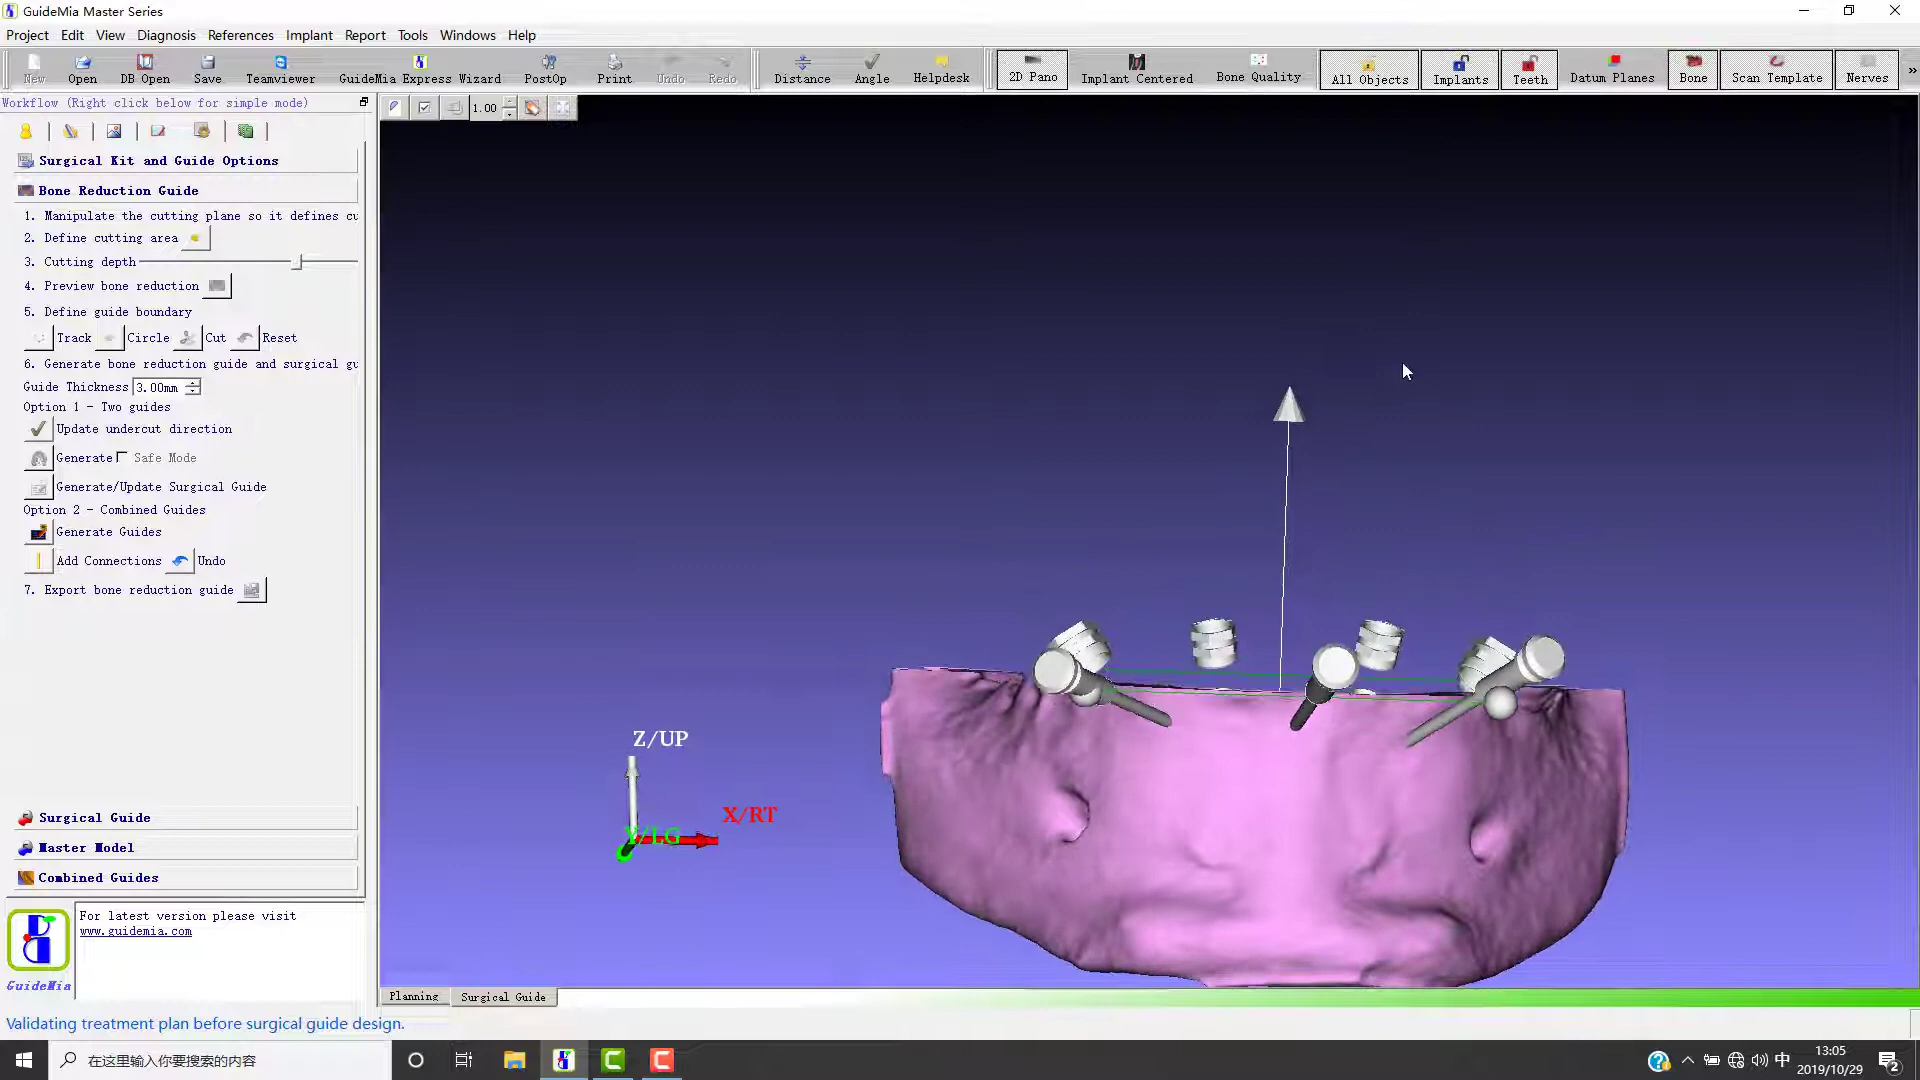 GuideMia Master Series
Project Edit View Diagnosis References Implant Report Tools Windows Help
New Open DB Open Save Teamviewer GuideMia Express Wizard PostOp Print Undo Redo Distance Angle Helpdesk 2D Pano Implant Centered Bone Quality All Objects Implants Teeth Datum Planes Bone Scan Template Nerves »
Workflow (Right click below for simple mode)
1.00
Surgical Kit and Guide Options
Bone Reduction Guide
1. Manipulate the cutting plane so it defines cu
2. Define cutting area
3. Cutting depth
4. Preview bone reduction
5. Define guide boundary
Track Circle Cut Reset
6. Generate bone reduction guide and surgical gu
Guide Thickness 3.00mm
Option 1 - Two guides
Update undercut direction
Generate Safe Mode
Generate/Update Surgical Guide
Option 2 - Combined Guides
Generate Guides
Add Connections Undo
7. Export bone reduction guide
Z/UP
X/RT
Y/LG
Surgical Guide
Master Model
Combined Guides
For latest version please visit
www.guidemia.com
GuideMia
Planning Surgical Guide
Validating treatment plan before surgical guide design.
在这里输入你要搜索的内容
中
13:05
2019/10/29
2